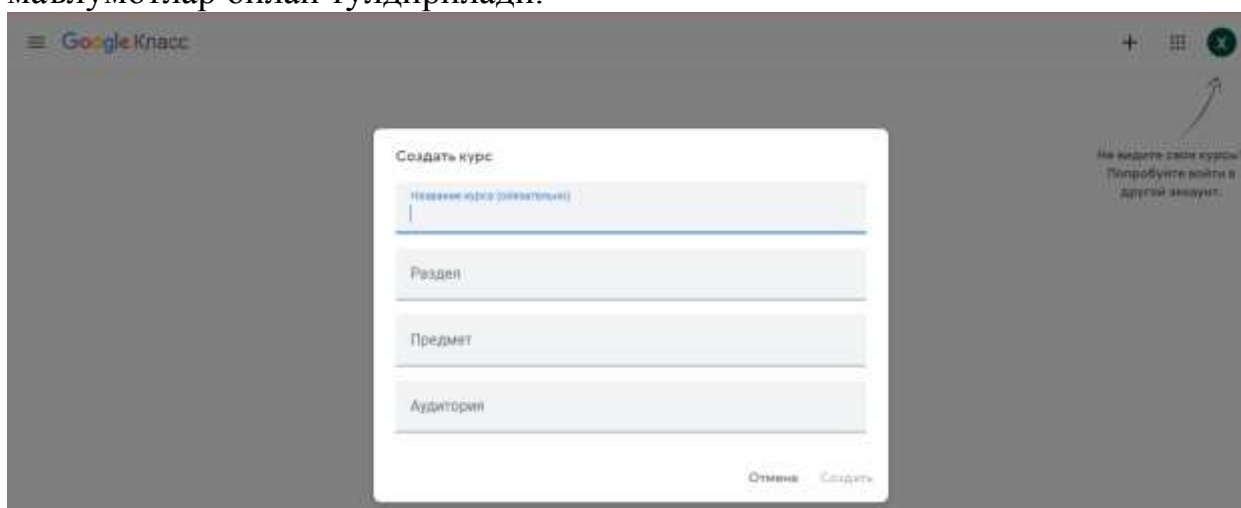 маълумотлар билан тўлдирилади.
Google Класс
Создать курс
Не видите свои курсы?
Попробуйте войти в
другой аккаунт.
Название курса (обязательно)
Раздел
Предмет
Аудитория
Отмена Создать